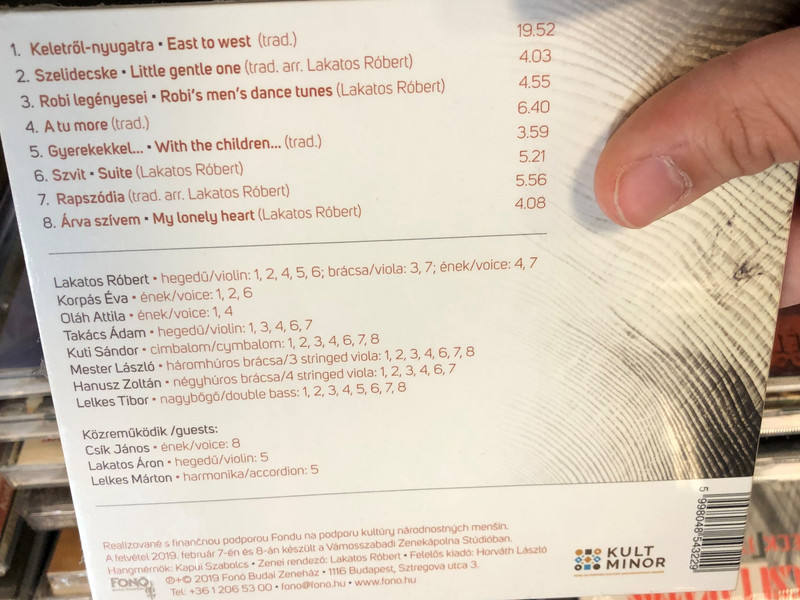 1. Keletről-nyugatra • East to west (trad.) 19.52
2. Szelidecske • Little gentle one (trad. arr. Lakatos Róbert) 4.03
3. Robi legényesei • Robi's men's dance tunes (Lakatos Róbert) 4.55
4. A tu more (trad.) 6.40
5. Gyerekekkel... • With the children... (trad.) 3.59
6. Szvit • Suite (Lakatos Róbert) 5.21
7. Rapszódia (trad. arr. Lakatos Róbert) 5.56
8. Árva szívem • My lonely heart (Lakatos Róbert) 4.08
Lakatos Róbert • hegedű/violin: 1, 2, 4, 5, 6; brácsa/viola: 3, 7; ének/voice: 4, 7
Korpás Éva • ének/voice: 1, 2, 6
Oláh Attila • ének/voice: 1, 4
Takács Ádam • hegedű/violin: 1, 3, 4, 6, 7
Kuti Sándor • cimbalom/cymbalom: 1, 2, 3, 4, 6, 7, 8
Mester László • háromhúros brácsa/3 stringed viola: 1, 2, 3, 4, 6, 7, 8
Hanusz Zoltán • négyhúros brácsa/4 stringed viola: 1, 2, 3, 4, 6, 7
Lelkes Tibor • nagybőgő/double bass: 1, 2, 3, 4, 5, 6, 7, 8
Közreműködik /guests:
Csík János • ének/voice: 8
Lakatos Áron • hegedű/violin: 5
Lelkes Márton • harmonika/accordion: 5
Realizované s finančnou podporou Fondu na podporu kultúry národnostných menšín.
A felvétel 2019. február 7-én és 8-án készült a Vámosszabadi Zenekápolna Stúdióban.
Hangmérnök: Kapui Szabolcs • Zenei rendező: Lakatos Róbert • Felelős kiadó: Horváth László
FONÓ ℗+© 2019 Fonó Budai Zeneház • 1116 Budapest, Sztregova utca 3.
Tel: +36 1 206 53 00 • fono@fono.hu • www.fono.hu
KULT
MINOR
5 998048 543229